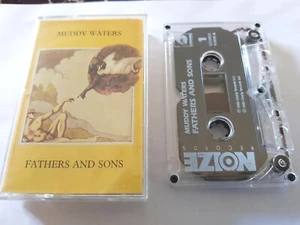 MUDDY WATERS
FATHERS AND SONS
1
MUDDY WATERS
FATHERS AND SONS
NOIZE
RECORDS